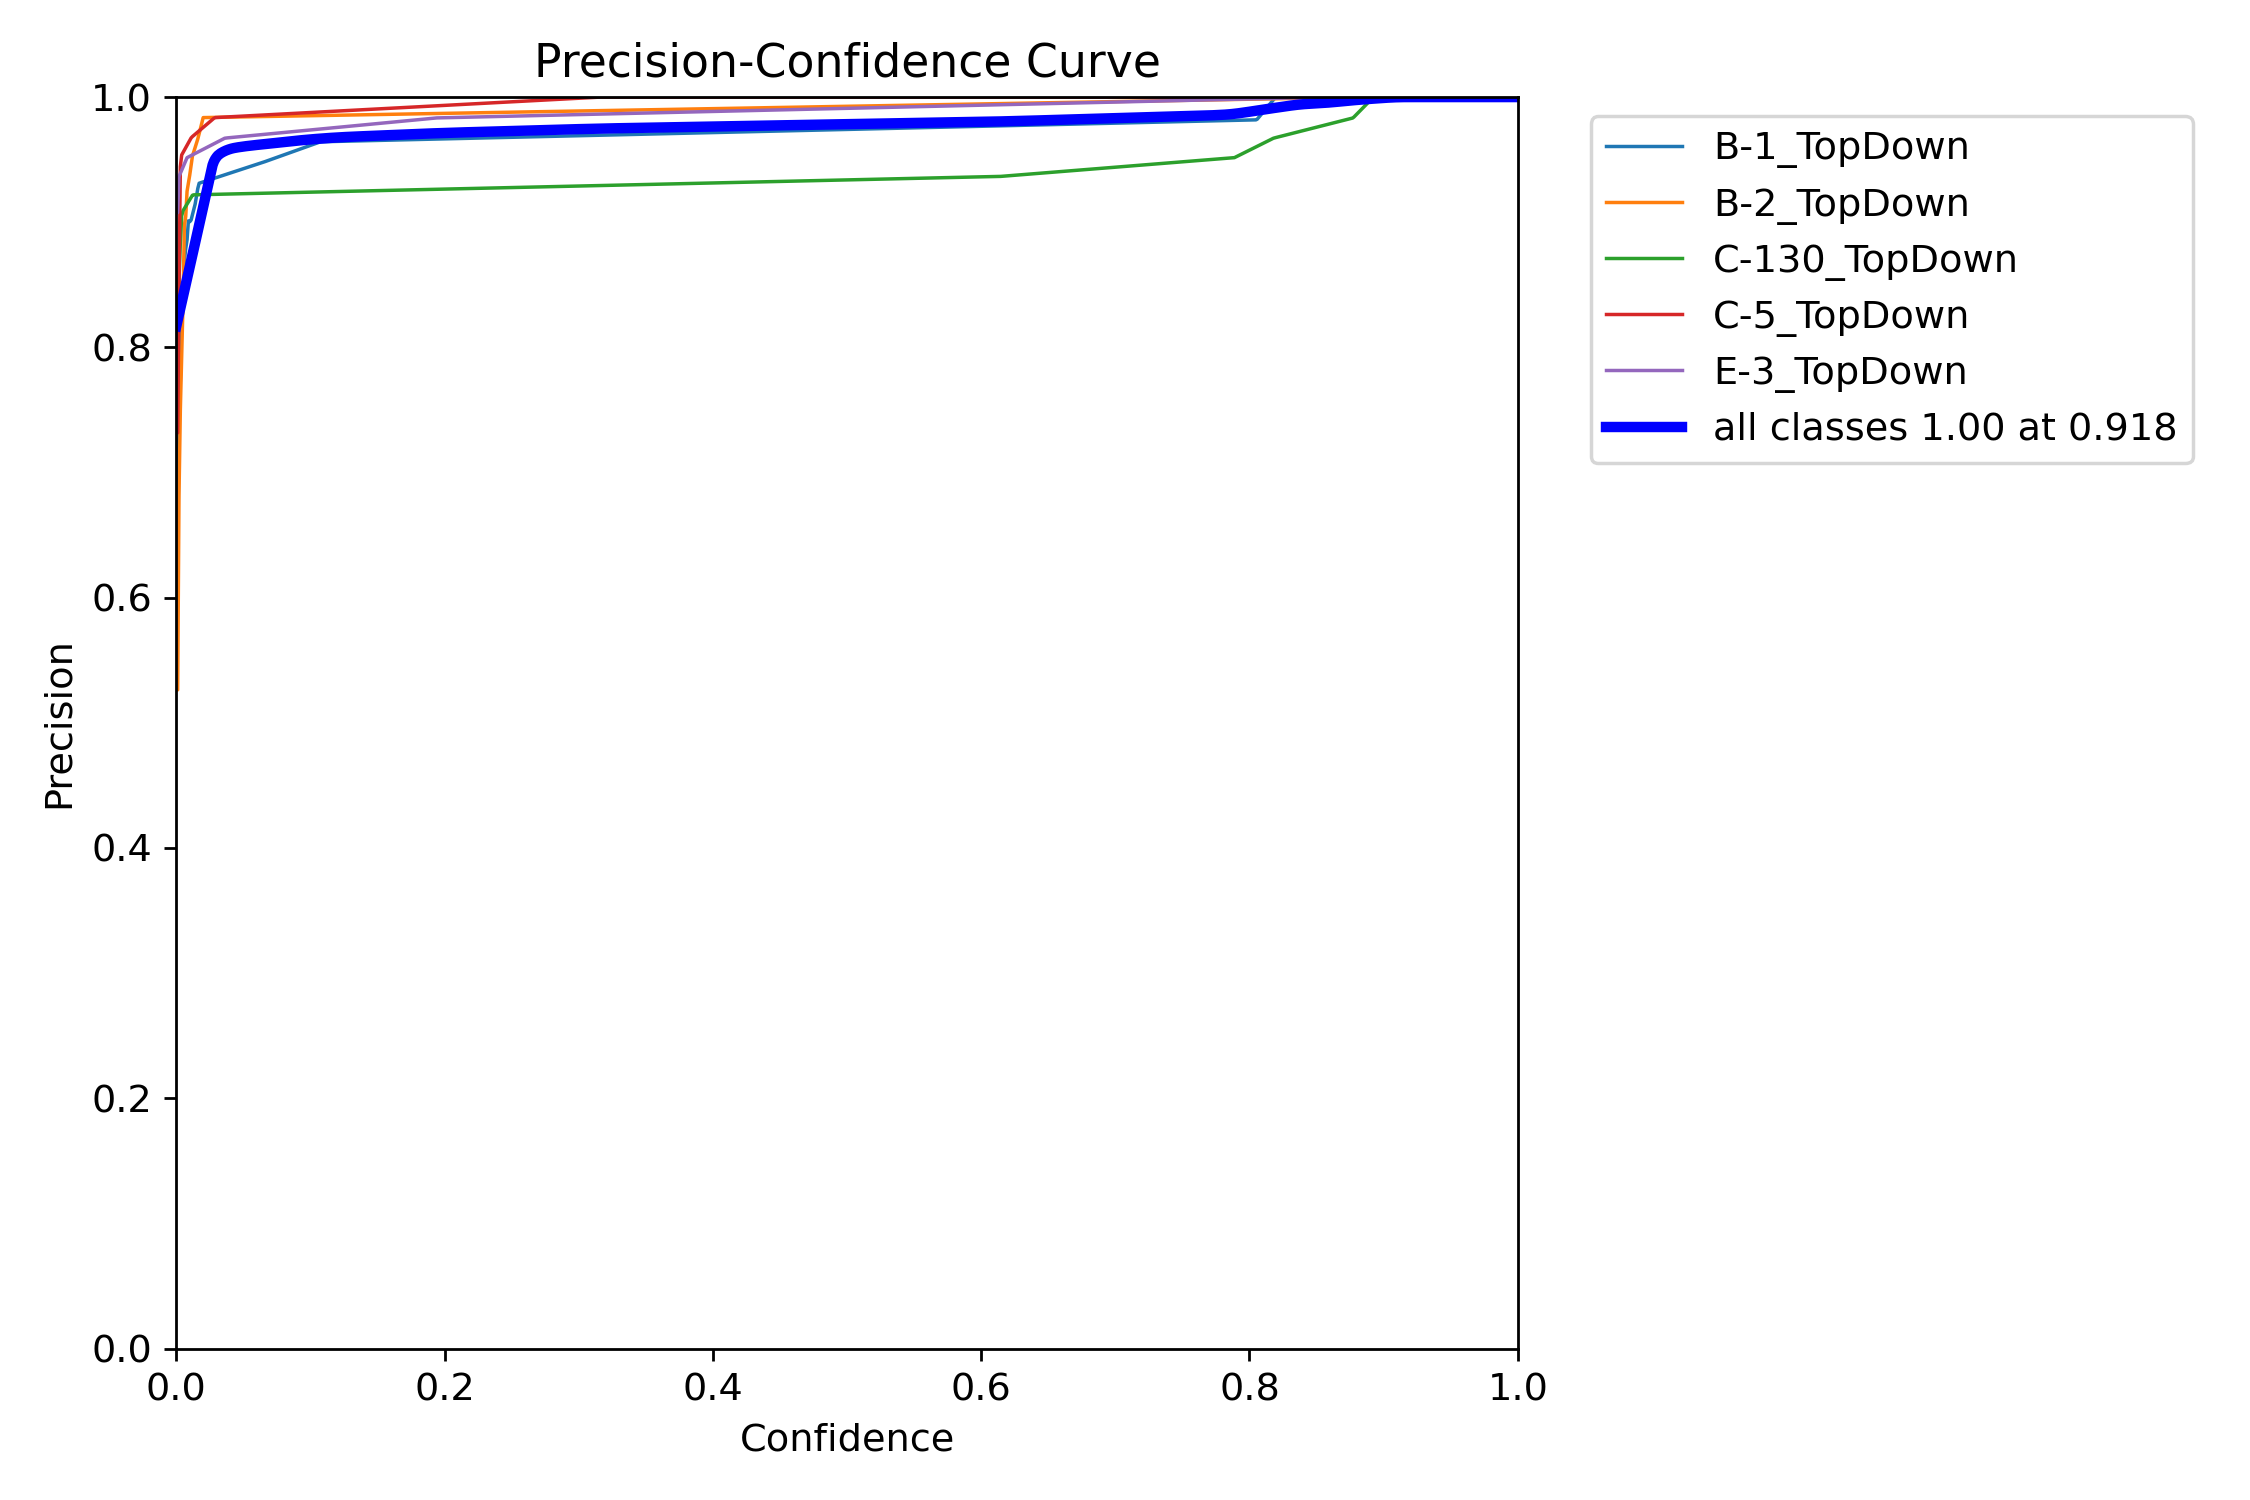 Precision-Confidence Curve
1.0
0.8
0.6
0.4
0.2
0.0
Precision
0.0 0.2 0.4 0.6 0.8 1.0
Confidence
B-1_TopDown
B-2_TopDown
C-130_TopDown
C-5_TopDown
E-3_TopDown
all classes 1.00 at 0.918